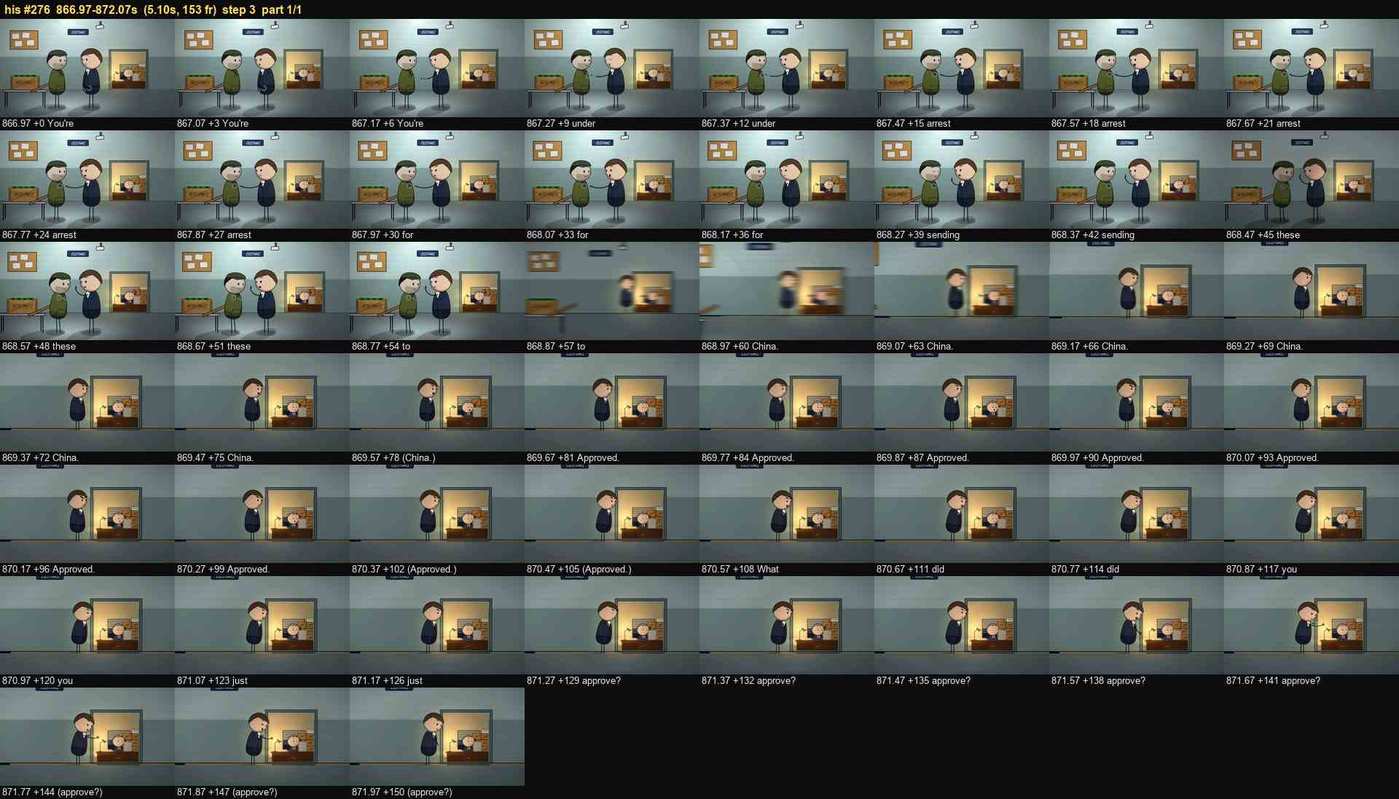 his #276 866.97-872.07s (5.10s, 153 fr) step 3 part 1/1
866.97 +0 You're
867.07 +3 You're
867.17 +6 You're
867.27 +9 under
867.37 +12 under
867.47 +15 arrest
867.57 +18 arrest
867.67 +21 arrest
867.77 +24 arrest
867.87 +27 arrest
867.97 +30 for
868.07 +33 for
868.17 +36 for
868.27 +39 sending
868.37 +42 sending
868.47 +45 these
868.57 +48 these
868.67 +51 these
868.77 +54 to
868.87 +57 to
868.97 +60 China.
869.07 +63 China.
869.17 +66 China.
869.27 +69 China.
869.37 +72 China.
869.47 +75 China.
869.57 +78 (China.)
869.67 +81 Approved.
869.77 +84 Approved.
869.87 +87 Approved.
869.97 +90 Approved.
870.07 +93 Approved.
870.17 +96 Approved.
870.27 +99 Approved.
870.37 +102 (Approved.)
870.47 +105 (Approved.)
870.57 +108 What
870.67 +111 did
870.77 +114 did
870.87 +117 you
870.97 +120 you
871.07 +123 just
871.17 +126 just
871.27 +129 approve?
871.37 +132 approve?
871.47 +135 approve?
871.57 +138 approve?
871.67 +141 approve?
871.77 +144 (approve?)
871.87 +147 (approve?)
871.97 +150 (approve?)